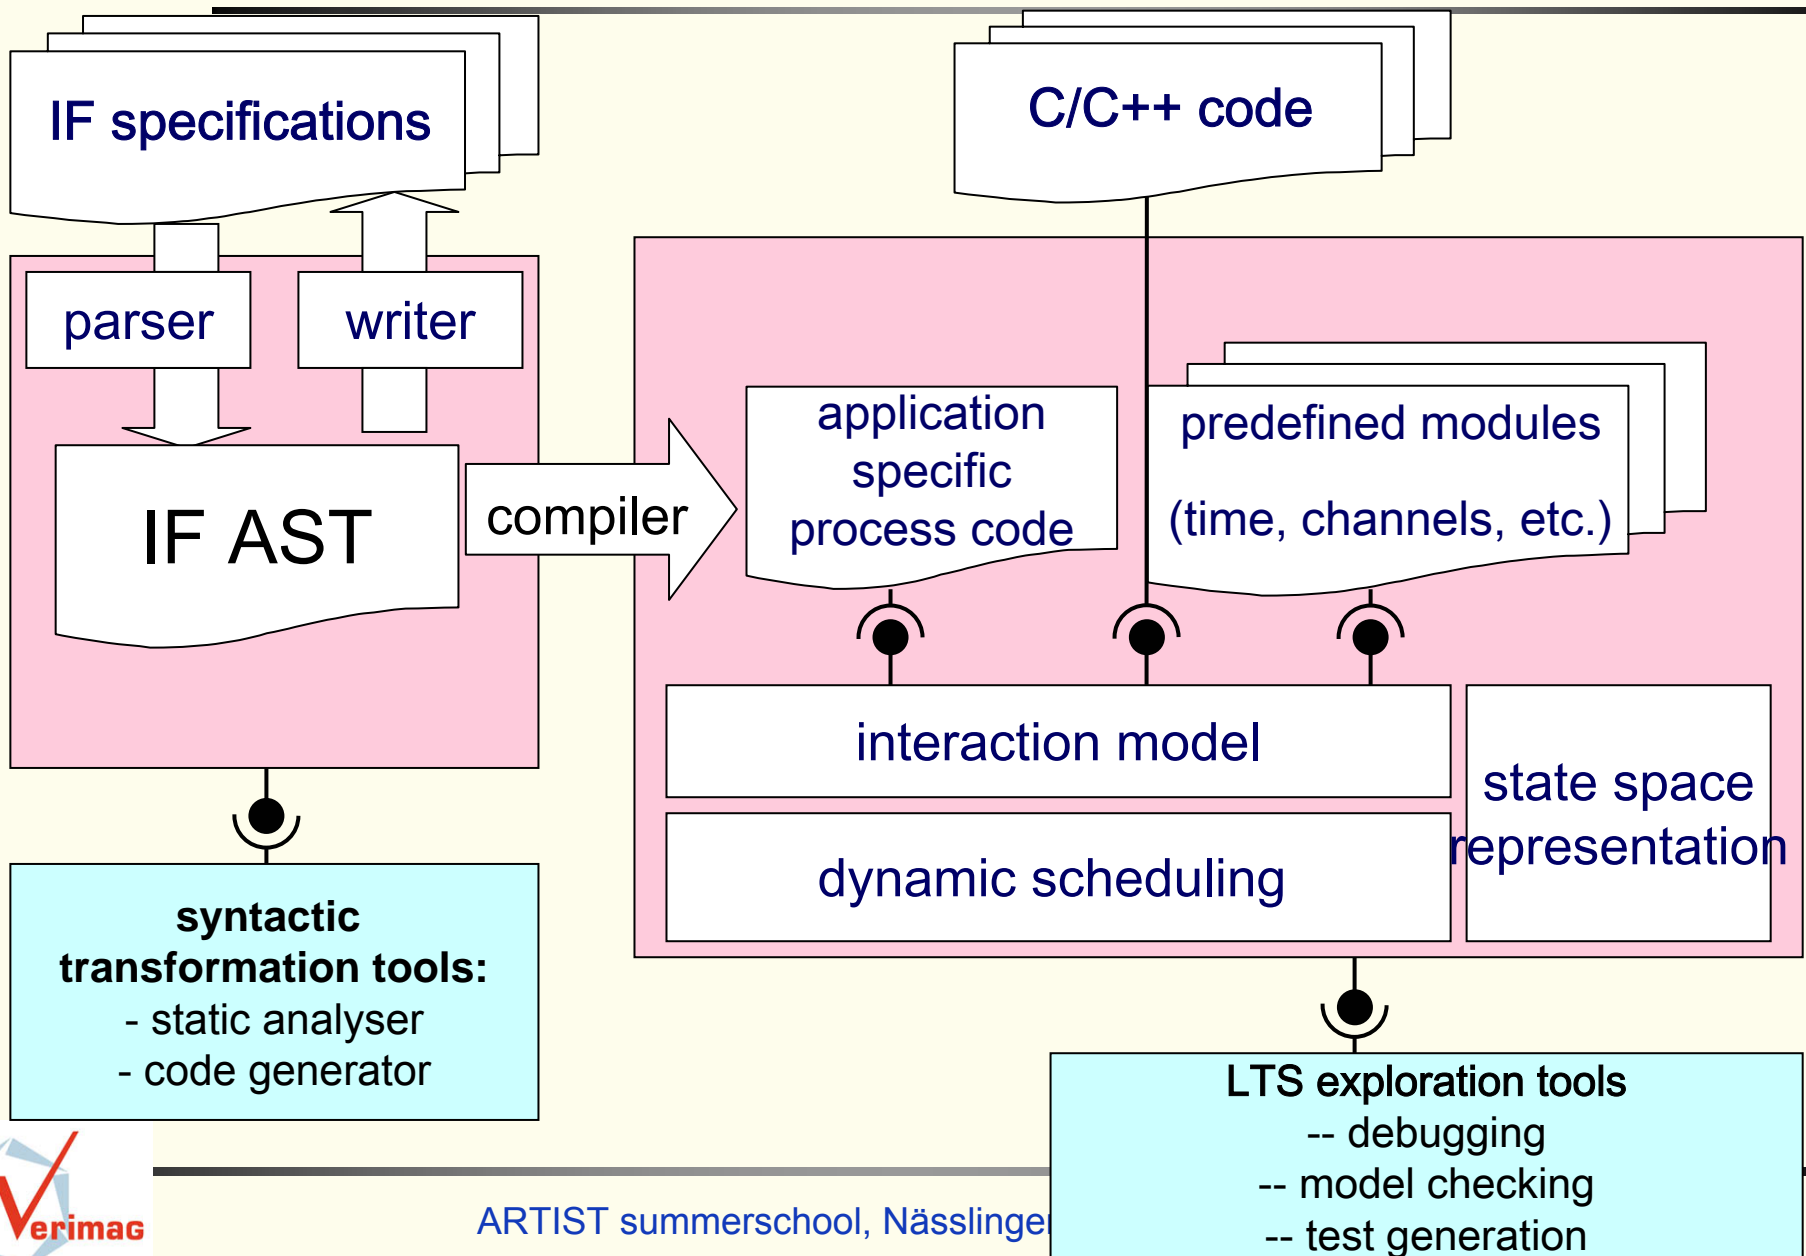 IF specifications
C/C++ code
parser
writer
IF AST
compiler
application
specific
process code
predefined modules
(time, channels, etc.)
interaction model
dynamic scheduling
state space
representation
syntactic
transformation tools:
- static analyser
- code generator
LTS exploration tools
-- debugging
-- model checking
-- test generation
Verimag
ARTIST summerschool,